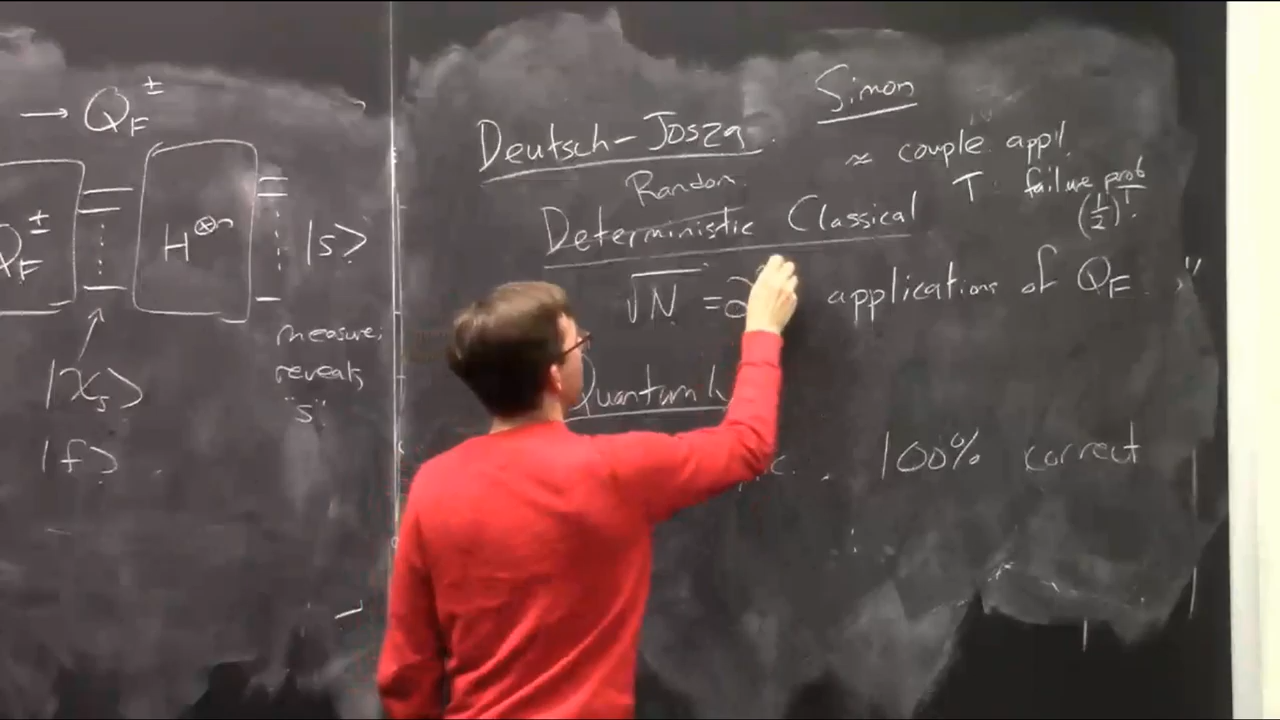 → Q_F^±
Q_F^±
H^{⊗n}
|s>
measure;
reveals
"s"
|X_s>
|f>
Simon
Deutsch-Josza.
≈ couple appl.
Random
T failure prob
(1/2)^T.
Deterministic Classical
√N = 2 applications of Q_F
Quantum
100% correct